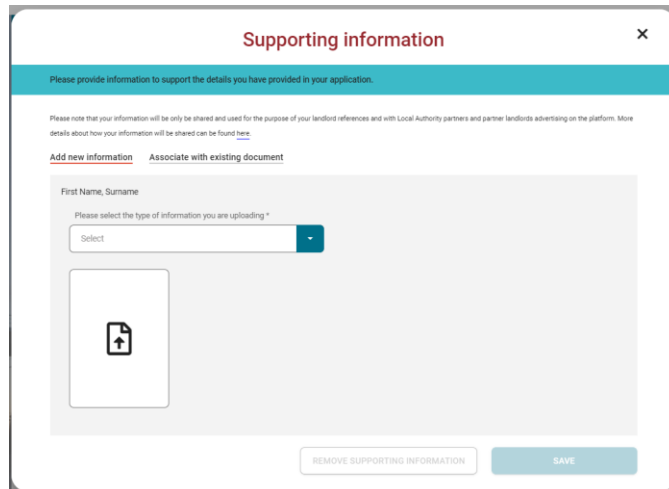 Supporting information
Please provide information to support the details you have provided in your application.
Please note that your information will be only be shared and used for the purpose of your landlord references and with Local Authority partners and partner landlords advertising on the platform. More
details about how your information will be shared can be found here.
Add new information Associate with existing document
First Name, Surname
Please select the type of information you are uploading *
Select
REMOVE SUPPORTING INFORMATION SAVE